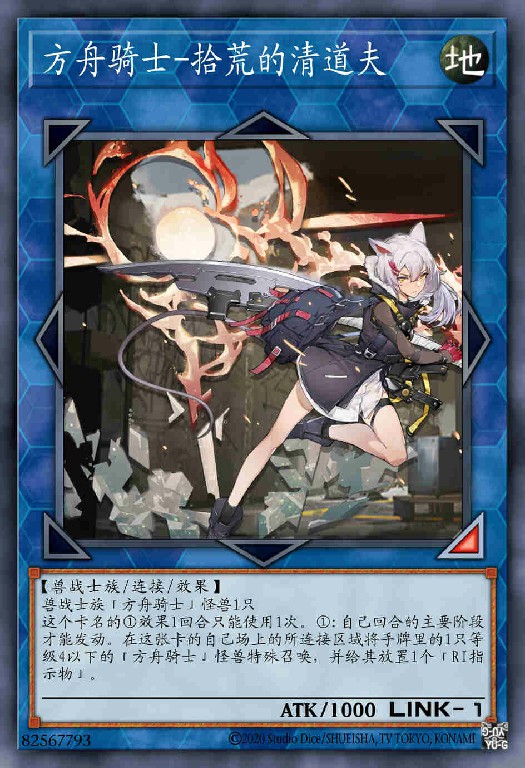 方舟骑士-拾荒的清道夫
地
【兽战士族/连接/效果】
兽战士族「方舟骑士」怪兽1只
这个卡名的①效果1回合只能使用1次。①:自己回合的主要阶段
才能发动。在这张卡的自己场上的所连接区域将手牌里的1只等
级4以下的「方舟骑士」怪兽特殊召唤,并给其放置1个「RI指
示物」。
ATK/1000 LINK-1
82567793
©2020 Studio Dice/SHUEISHA, TV TOKYO, KONAMI